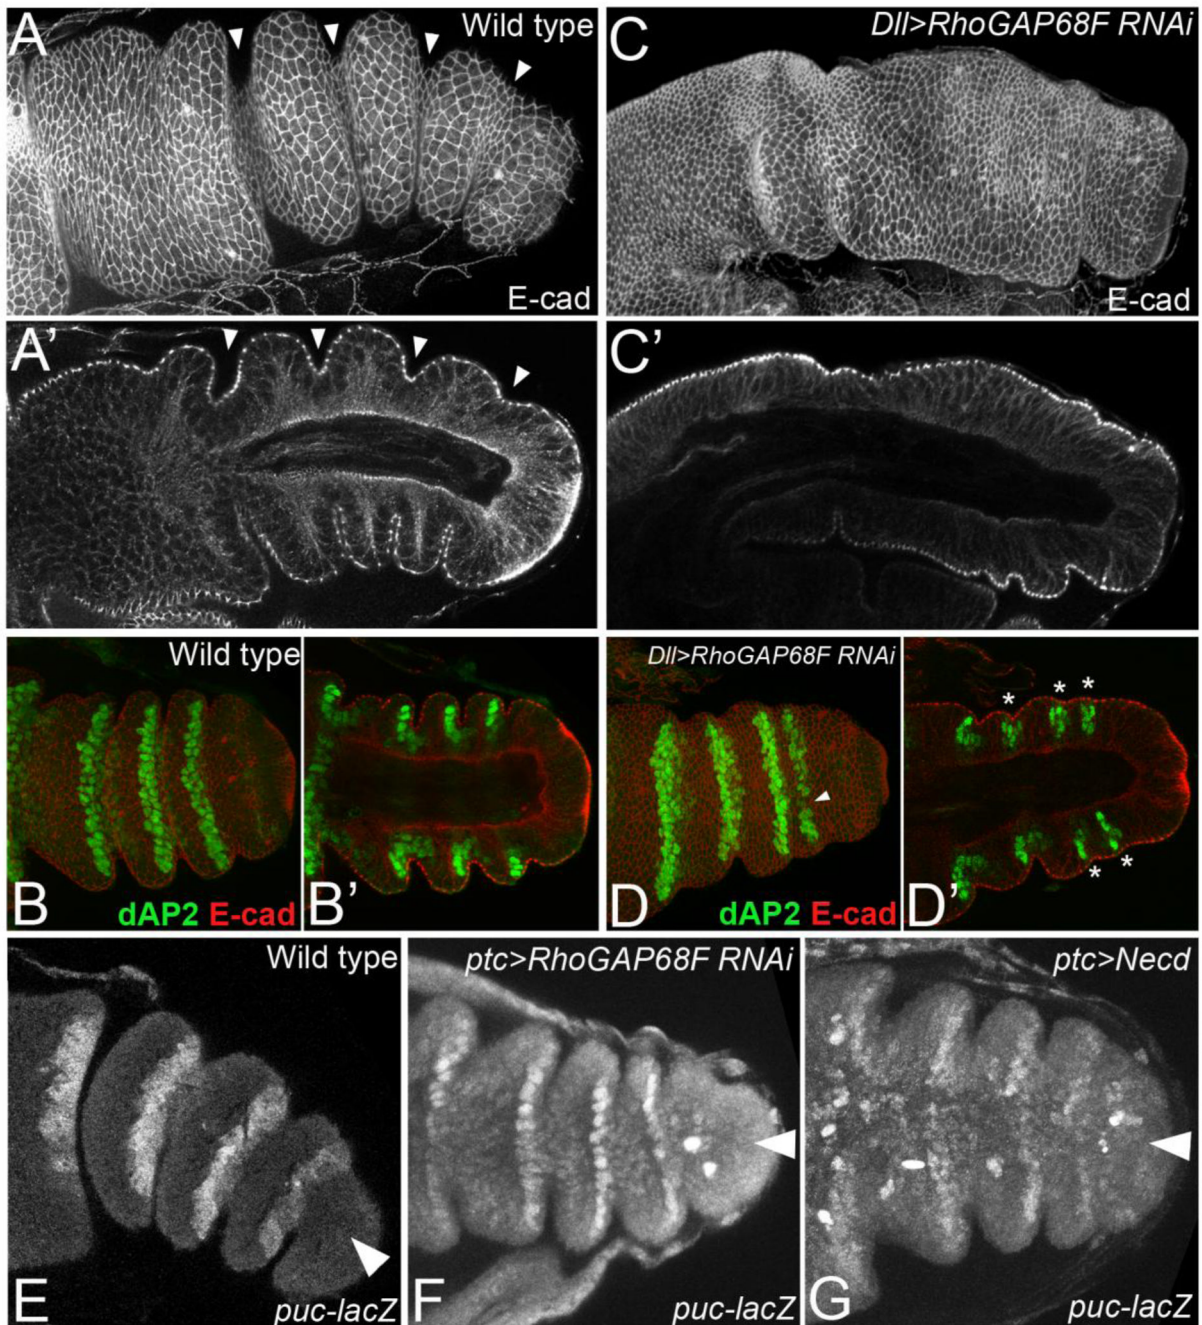 A Wild type
E-cad
C Dll>RhoGAP68F RNAi
E-cad
A’
C’
Wild type
B dAP2 E-cad B’
Dll>RhoGAP68F RNAi
* * *
* *
D dAP2 E-cad D’
Wild type
E puc-lacZ
ptc>RhoGAP68F RNAi
F puc-lacZ
ptc>Necd
G puc-lacZ